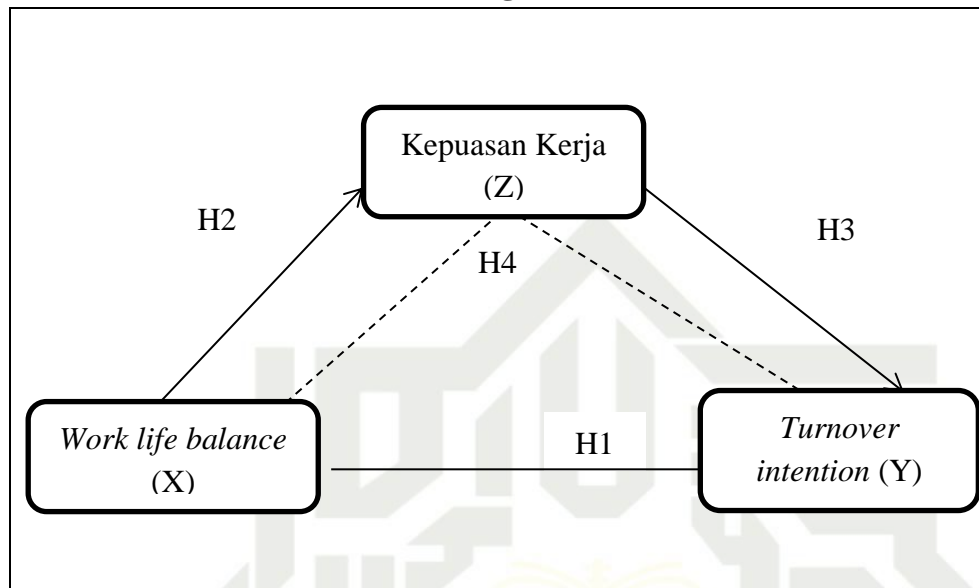 Kepuasan Kerja
(Z)
H2
H3
H4
Work life balance
(X)
H1
Turnover
intention (Y)